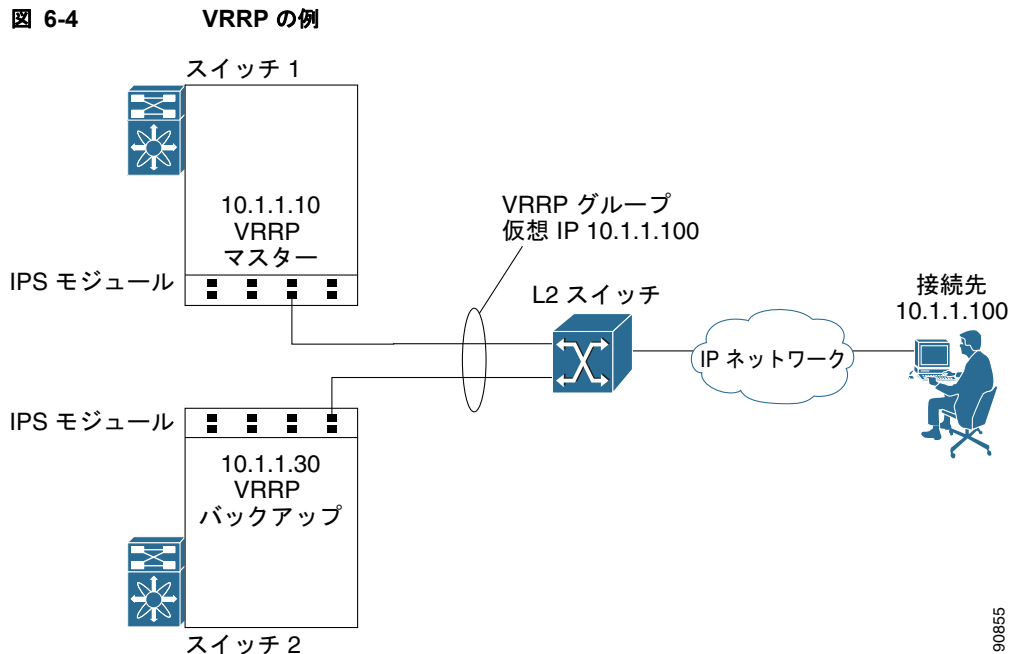 図 6-4 VRRP の例
スイッチ 1
10.1.1.10
VRRP
マスター
IPS モジュール
VRRP グループ
仮想 IP 10.1.1.100
L2 スイッチ
IP ネットワーク
接続先
10.1.1.100
IPS モジュール
10.1.1.30
VRRP
バックアップ
スイッチ 2
90855